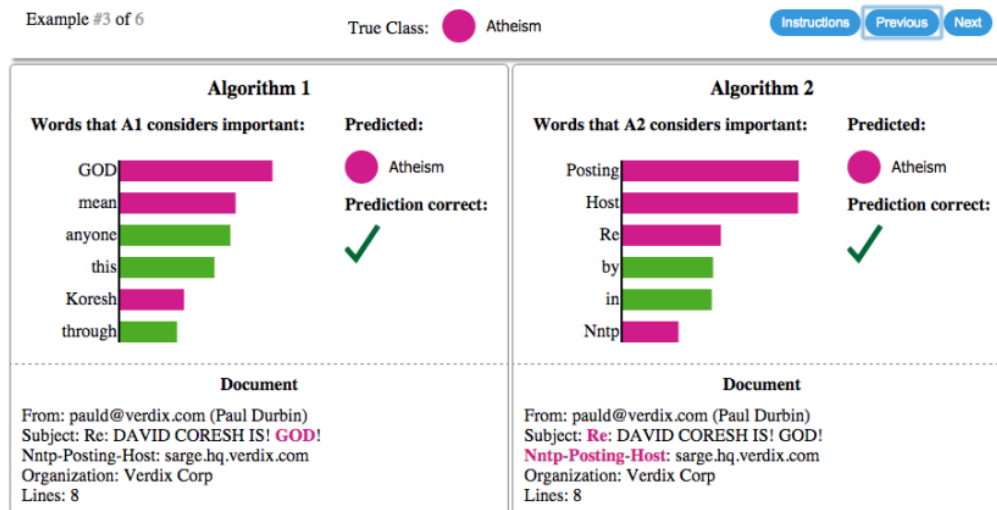 Example #3 of 6
True Class: Atheism
Instructions Previous Next
Algorithm 1
Words that A1 considers important: Predicted:
GOD
mean
anyone
this
Koresh
through
Atheism
Prediction correct:
Document
From: pauld@verdix.com (Paul Durbin)
Subject: Re: DAVID CORESH IS! GOD!
Nntp-Posting-Host: sarge.hq.verdix.com
Organization: Verdix Corp
Lines: 8
Algorithm 2
Words that A2 considers important: Predicted:
Posting
Host
Re
by
in
Nntp
Atheism
Prediction correct:
Document
From: pauld@verdix.com (Paul Durbin)
Subject: Re: DAVID CORESH IS! GOD!
Nntp-Posting-Host: sarge.hq.verdix.com
Organization: Verdix Corp
Lines: 8